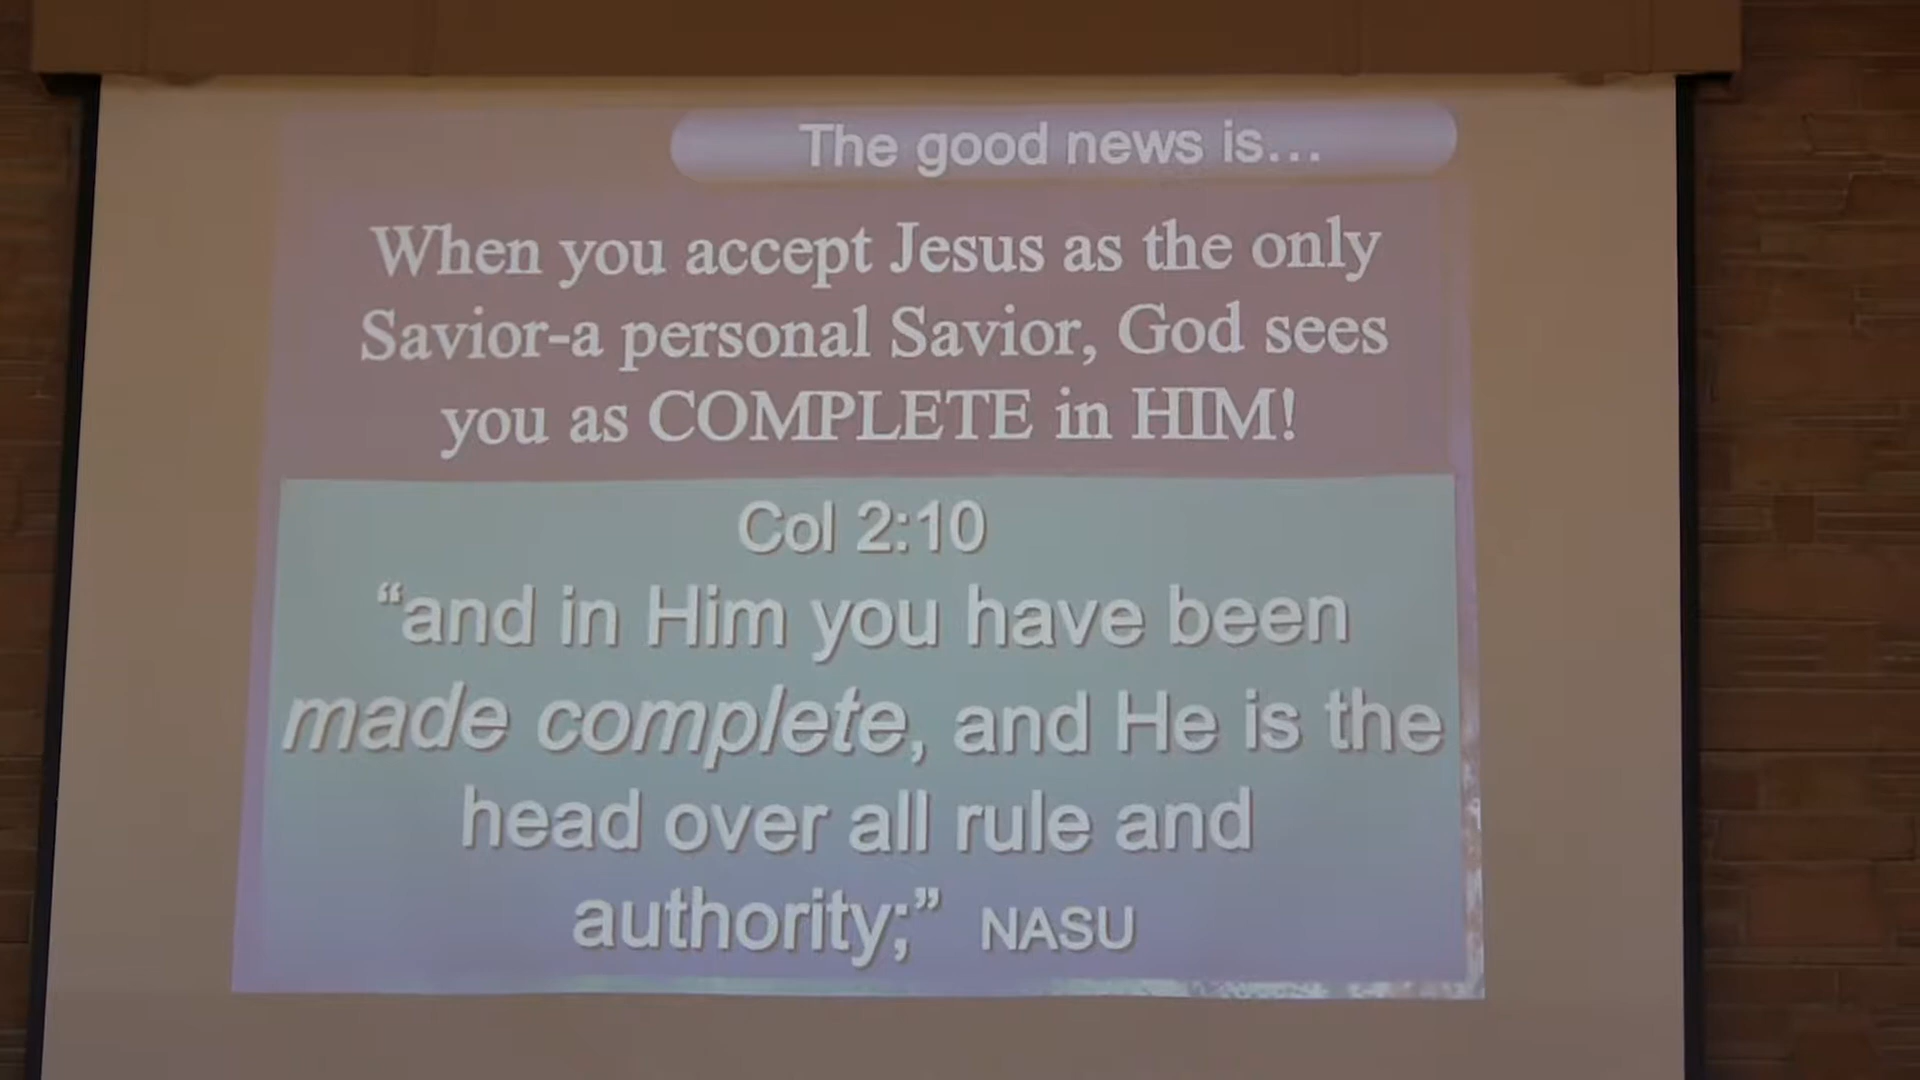 The good news is...
When you accept Jesus as the only
Savior-a personal Savior, God sees
you as COMPLETE in HIM!
Col 2:10
“and in Him you have been
made complete, and He is the
head over all rule and
authority;” NASU